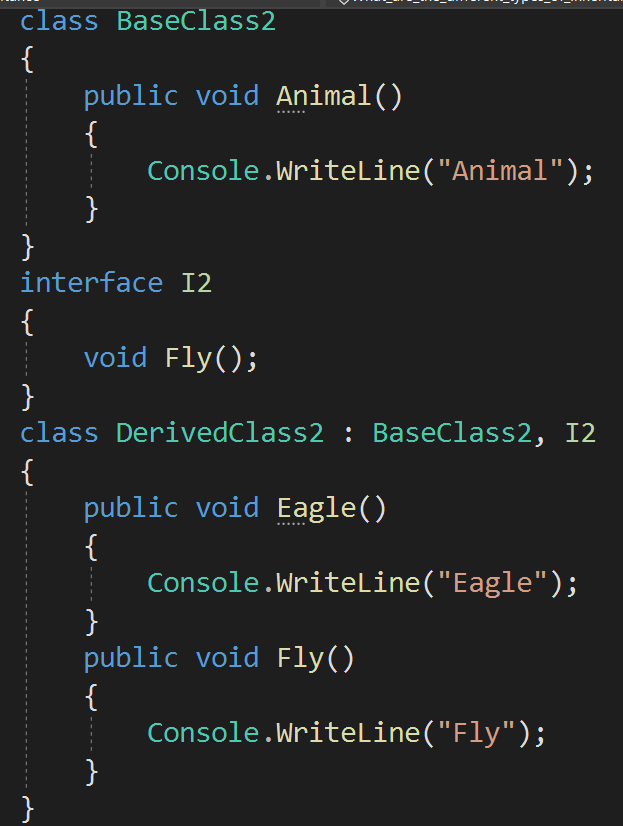 What_are_the_different_types_of
class BaseClass2
{
    public void Animal()
    {
        Console.WriteLine("Animal");
    }
}
interface I2
{
    void Fly();
}
class DerivedClass2 : BaseClass2, I2
{
    public void Eagle()
    {
        Console.WriteLine("Eagle");
    }
    public void Fly()
    {
        Console.WriteLine("Fly");
    }
}